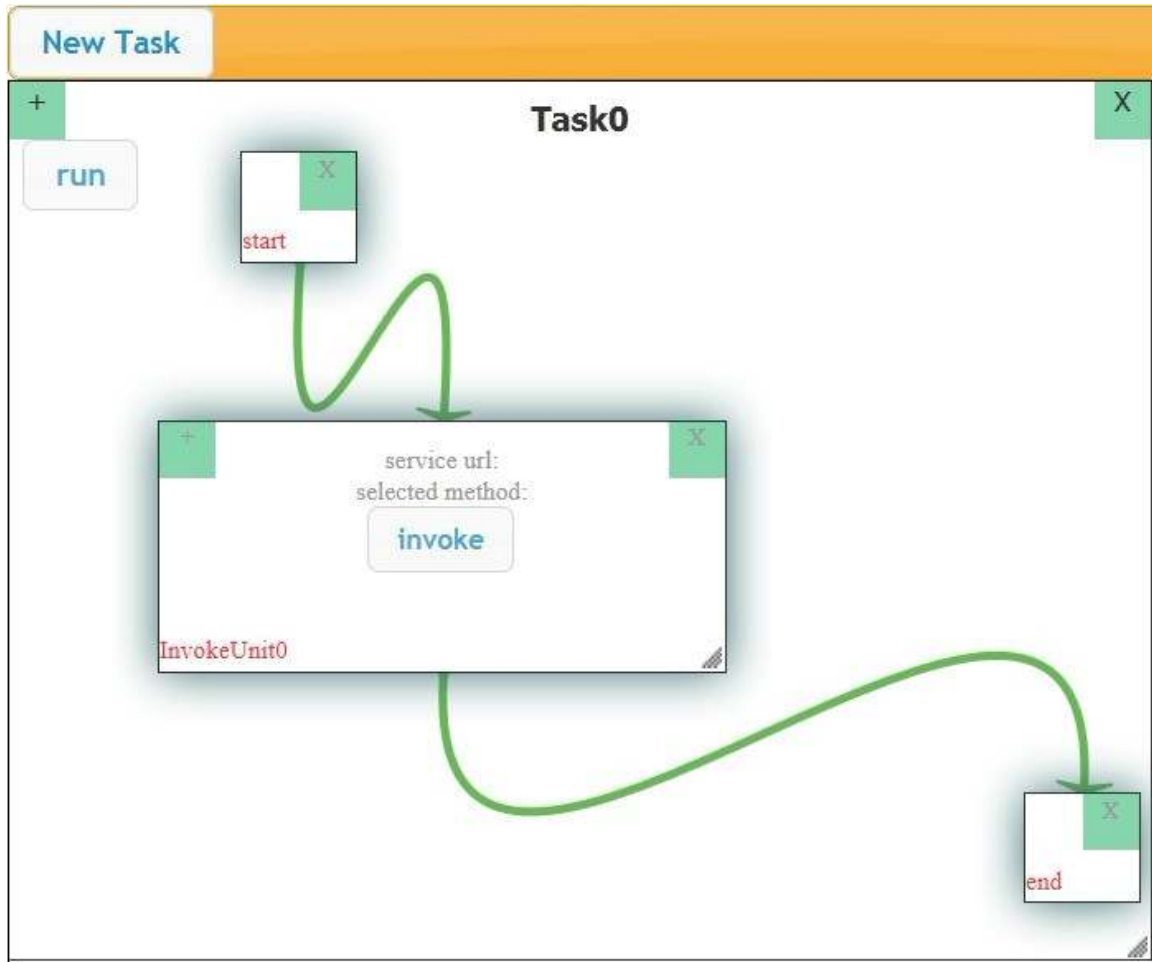 New Task
+
Task0
X
run
X
start
+
X
service url:
selected method:
invoke
InvokeUnit0
X
end